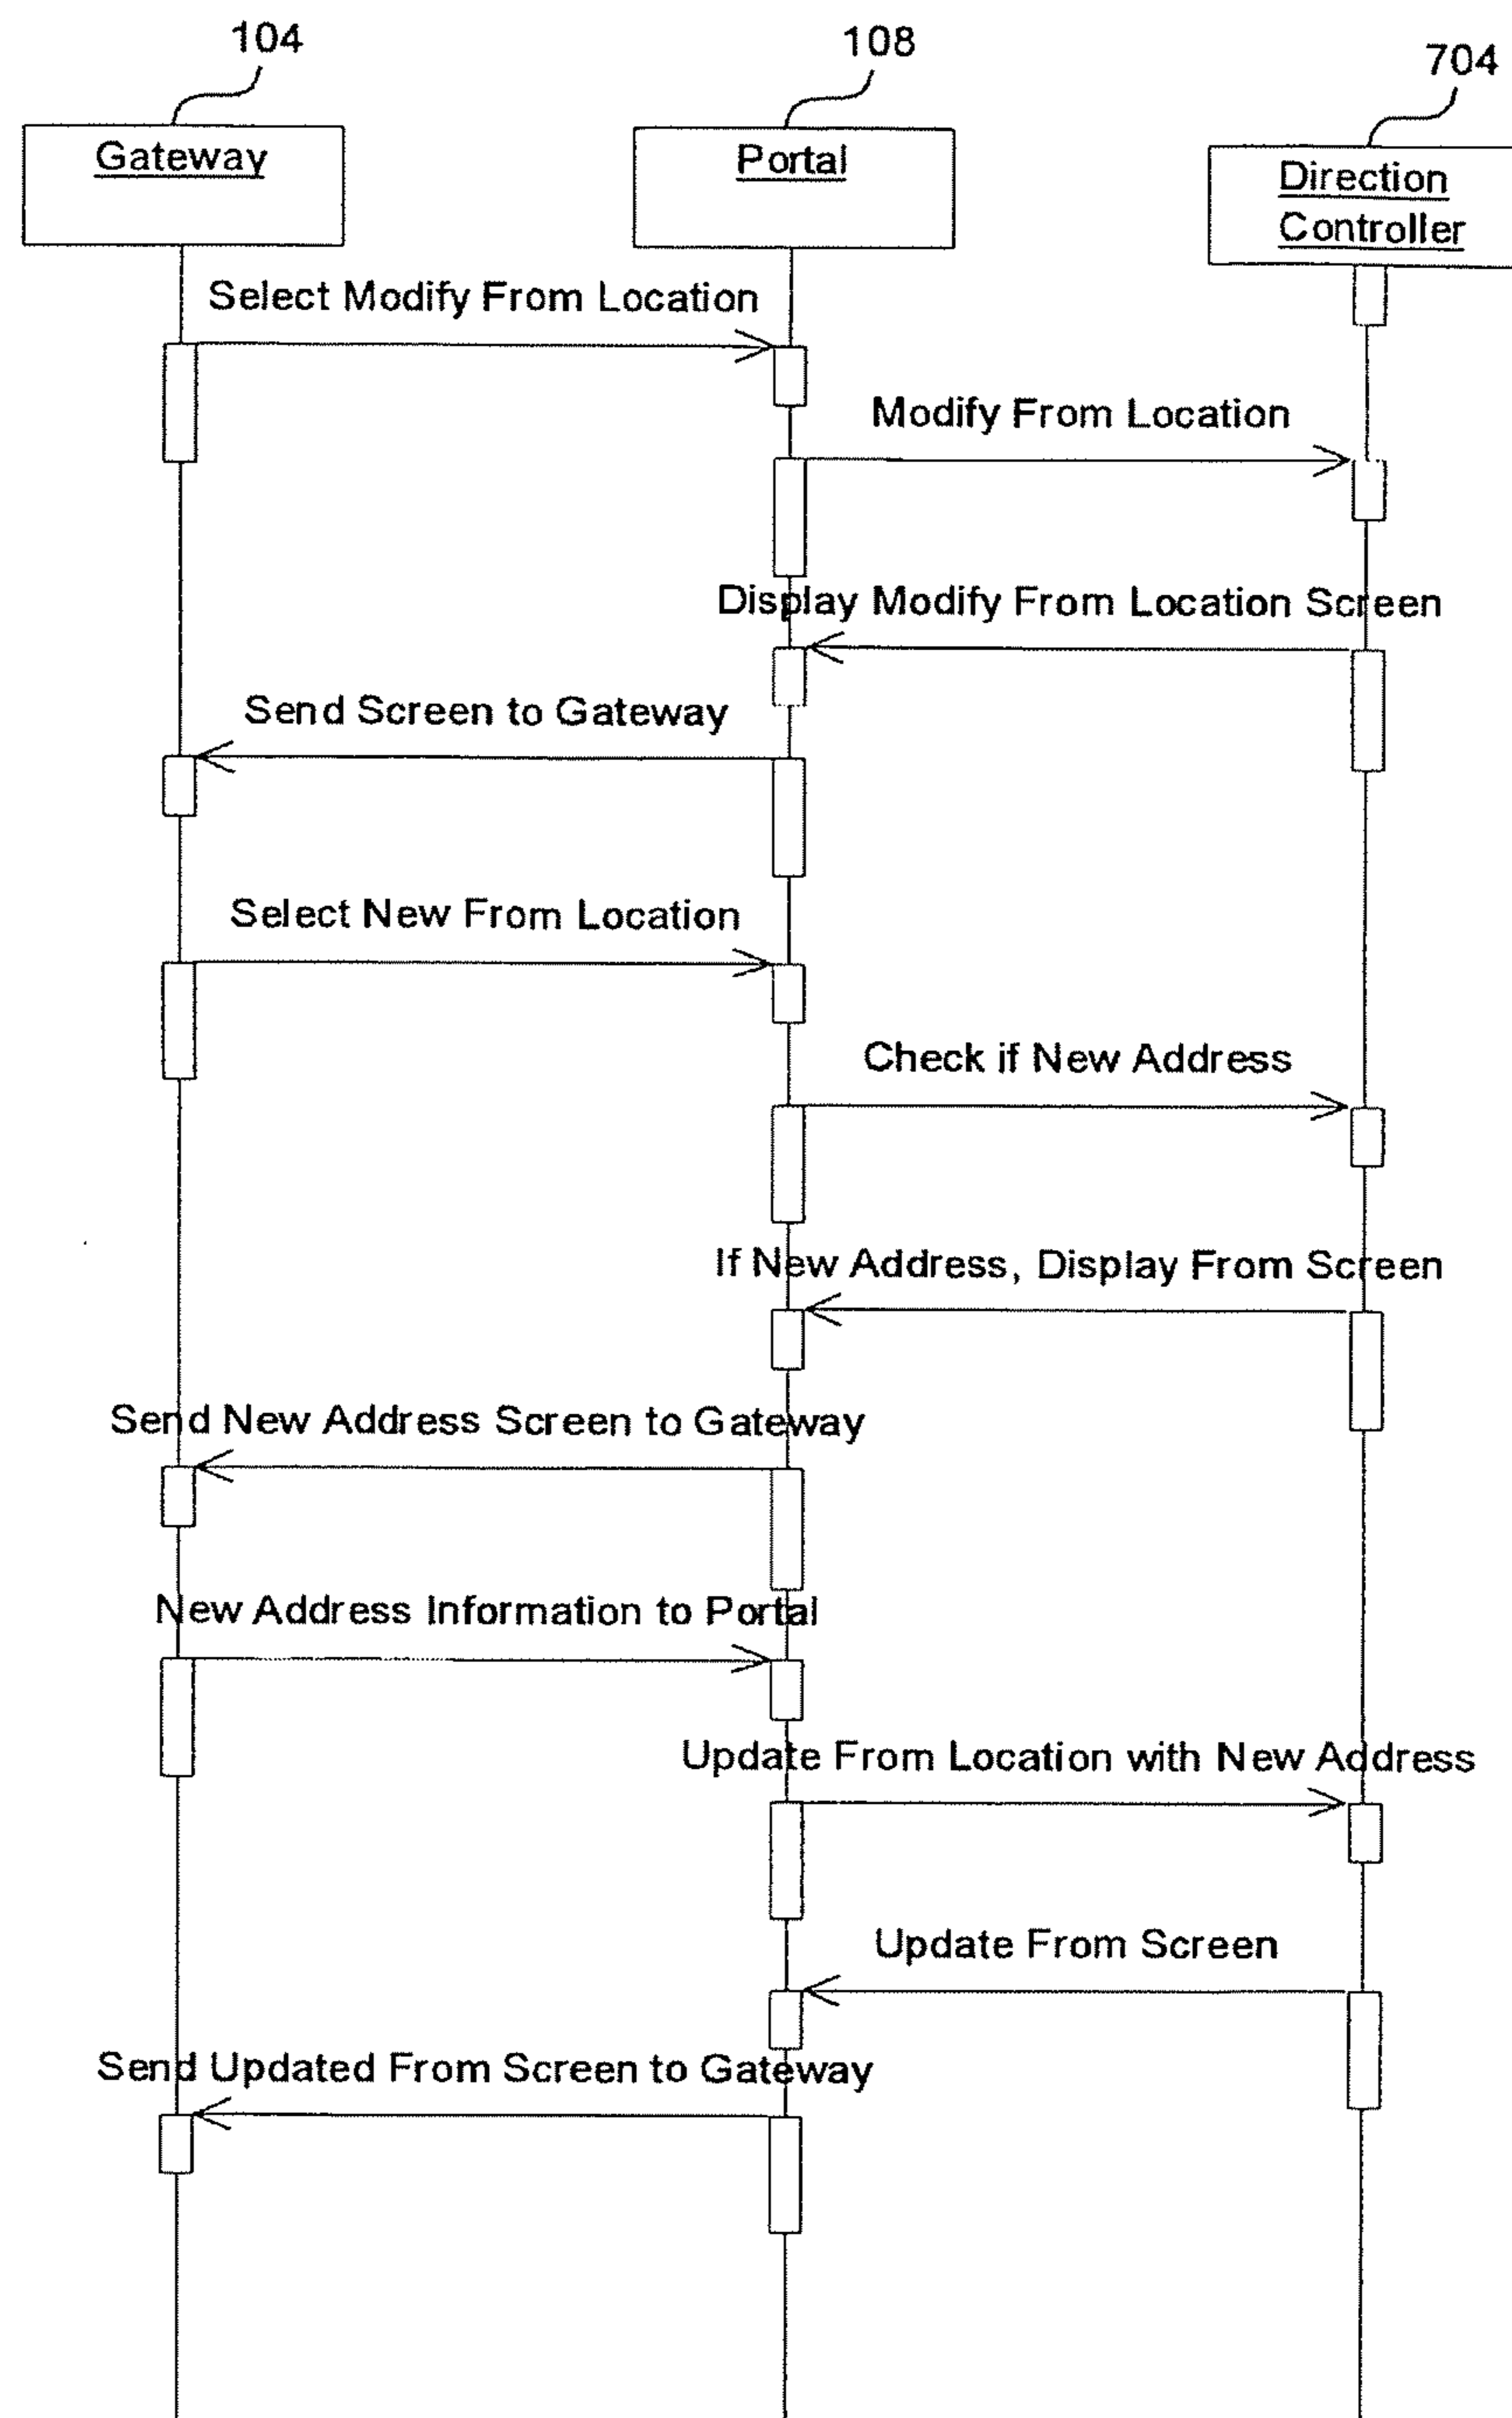 104
108
704
Gateway
Portal
Direction
Controller
Select Modify From Location
Modify From Location
Display Modify From Location Screen
Send Screen to Gateway
Select New From Location
Check if New Address
If New Address, Display From Screen
Send New Address Screen to Gateway
New Address Information to Portal
Update From Location with New Address
Update From Screen
Send Updated From Screen to Gateway